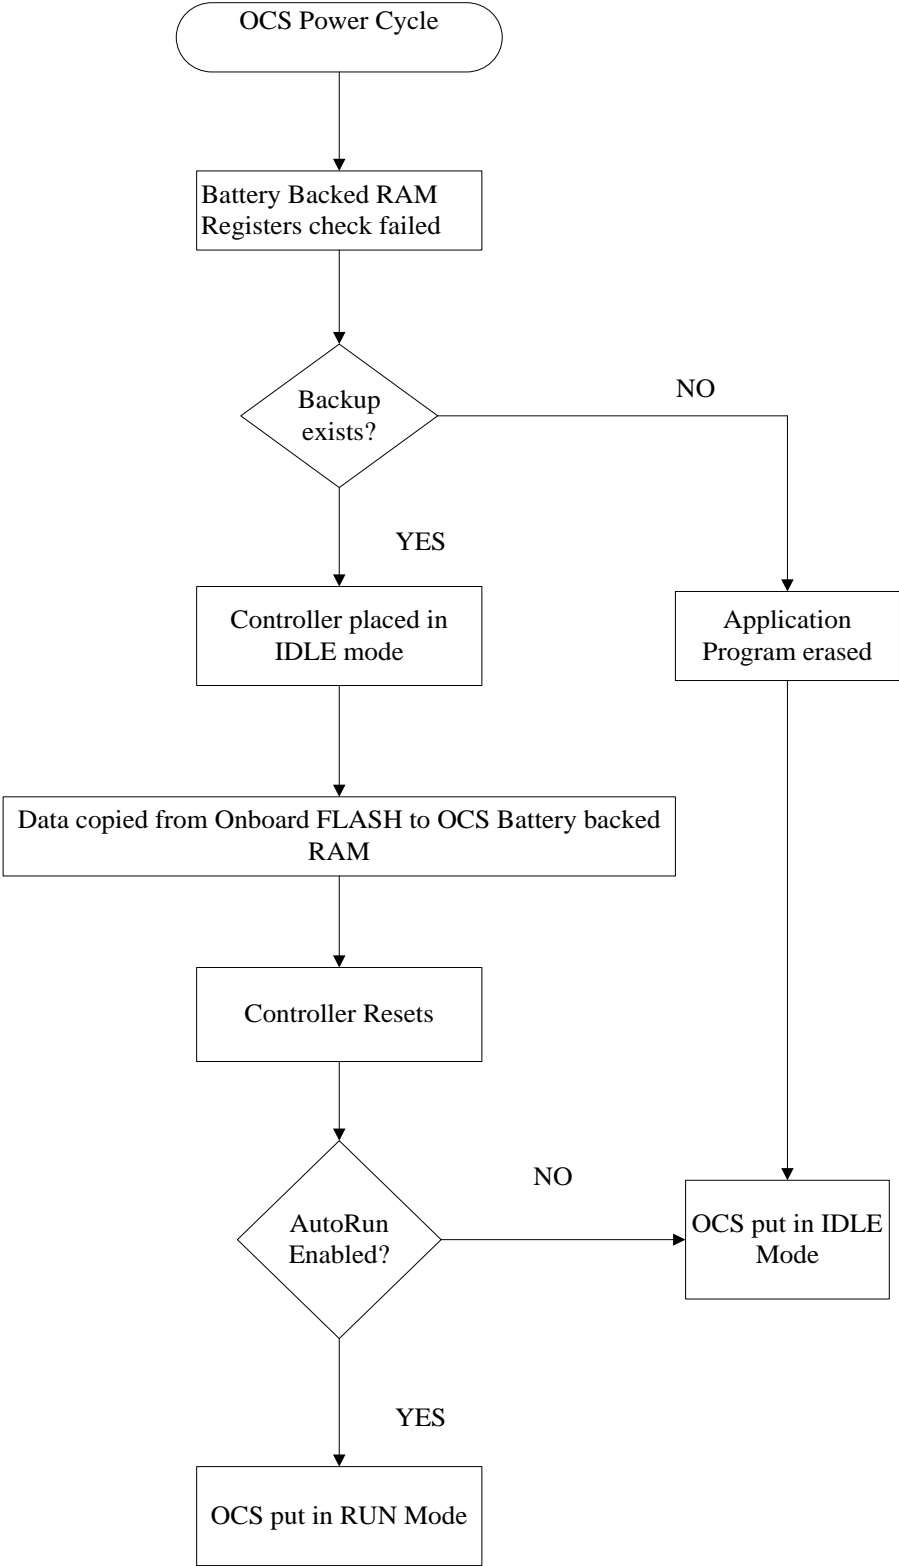 OCS Power Cycle
Battery Backed RAM
Registers check failed
Backup
exists?
NO
YES
Controller placed in
IDLE mode
Application
Program erased
Data copied from Onboard FLASH to OCS Battery backed
RAM
Controller Resets
AutoRun
Enabled?
NO
OCS put in IDLE
Mode
YES
OCS put in RUN Mode